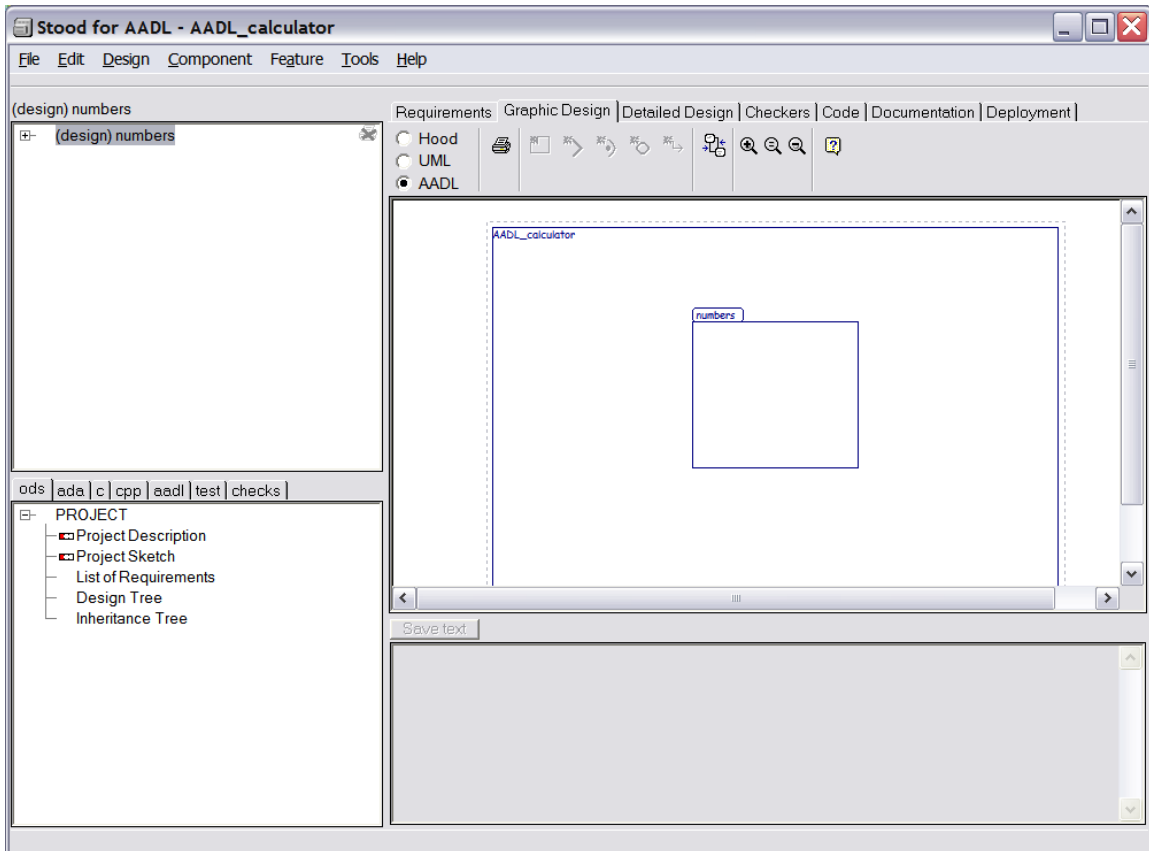 Stood for AADL - AADL_calculator
File Edit Design Component Feature Tools Help
(design) numbers
(design) numbers
Requirements Graphic Design Detailed Design Checkers Code Documentation Deployment
Hood
UML
AADL
AADL_calculator
numbers
ods ada c cpp aadl test checks
PROJECT
Project Description
Project Sketch
List of Requirements
Design Tree
Inheritance Tree
Save text